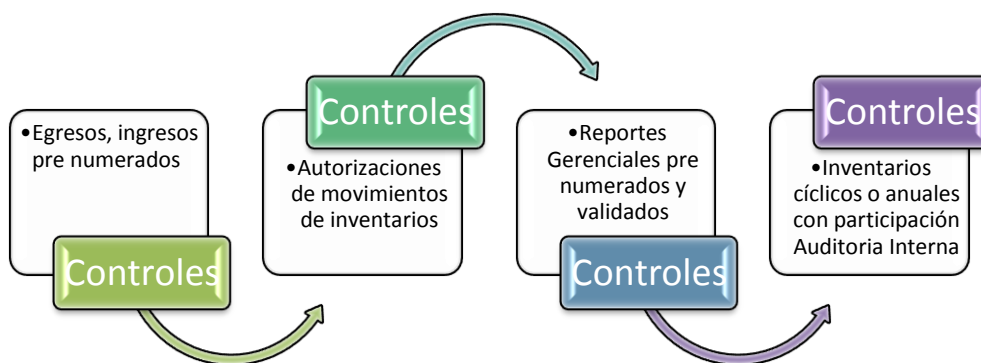 •Egresos, ingresos
pre numerados
Controles
Controles
•Autorizaciones
de movimientos
de inventarios
•Reportes
Gerenciales pre
numerados y
validados
Controles
Controles
•Inventarios
cíclicos o anuales
con participación
Auditoria Interna